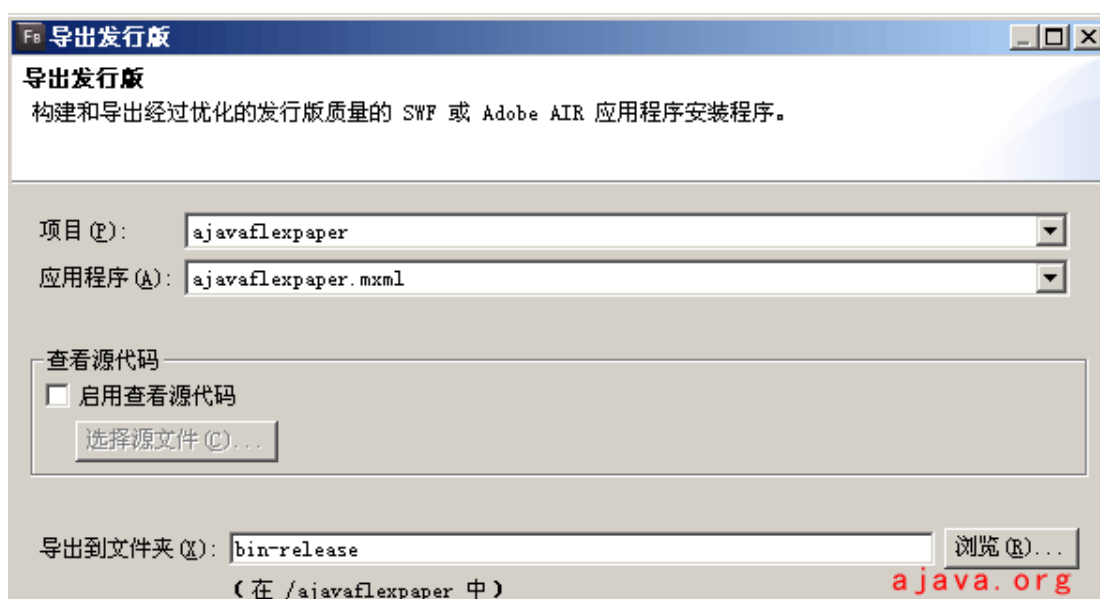 Fb 导出发行版
导出发行版
构建和导出经过优化的发行版质量的 SWF 或 Adobe AIR 应用程序安装程序。
项目(P): ajavaflexpaper
应用程序(A): ajavaflexpaper.mxml
查看源代码
启用查看源代码
选择源文件(C)...
导出到文件夹(X): bin-release 浏览(R)...
(在 /ajavaflexpaper 中)
ajava.org